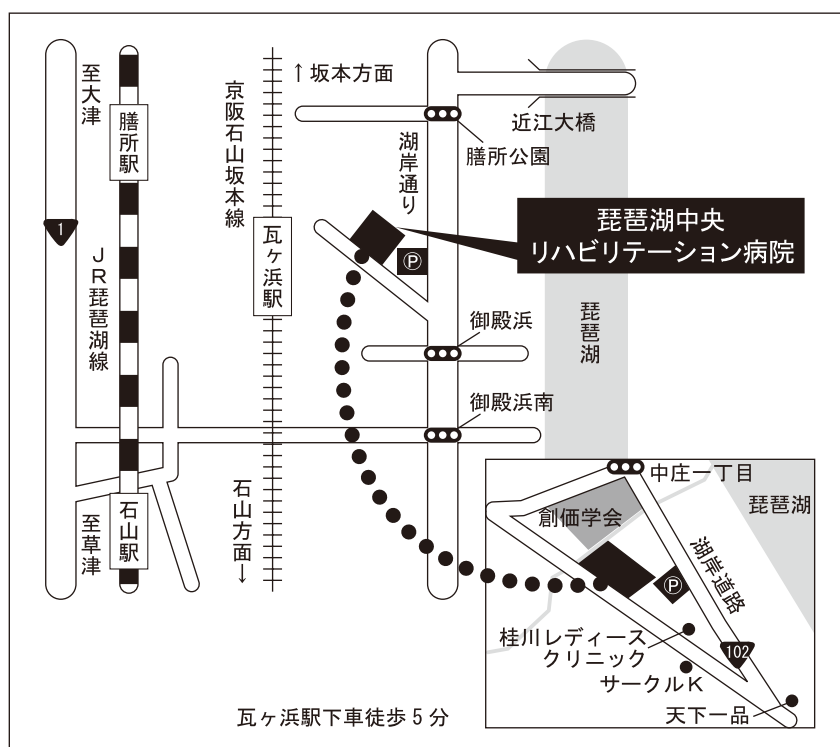 至大津
1
至草津
膳所駅
JR琵琶湖線
石山駅
京阪石山坂本線
↑坂本方面
瓦ヶ浜駅
石山方面↓
湖岸通り
膳所公園
近江大橋
琵琶湖中央
リハビリテーション病院
P
琵琶湖
御殿浜
御殿浜南
中庄一丁目
琵琶湖
創価学会
湖岸道路
P
102
桂川レディース
クリニック
サークルK
天下一品
瓦ヶ浜駅下車徒歩5分